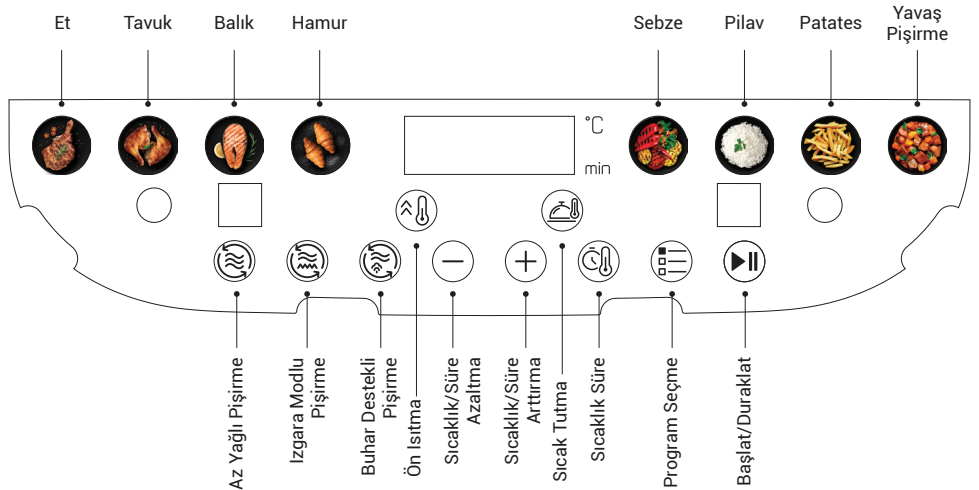 Et
Tavuk
Balık
Hamur
Sebze
Pilav
Patates
Yavaş
Pişirme
°C
min
Az Yağlı Pişirme
Izgara Modlu
Pişirme
Buhar Destekli
Pişirme
Ön Isıtma
Sıcaklık/Süre
Azaltma
Sıcaklık/Süre
Arttırma
Sıcak Tutma
Sıcaklık Süre
Program Seçme
Başlat/Duraklat